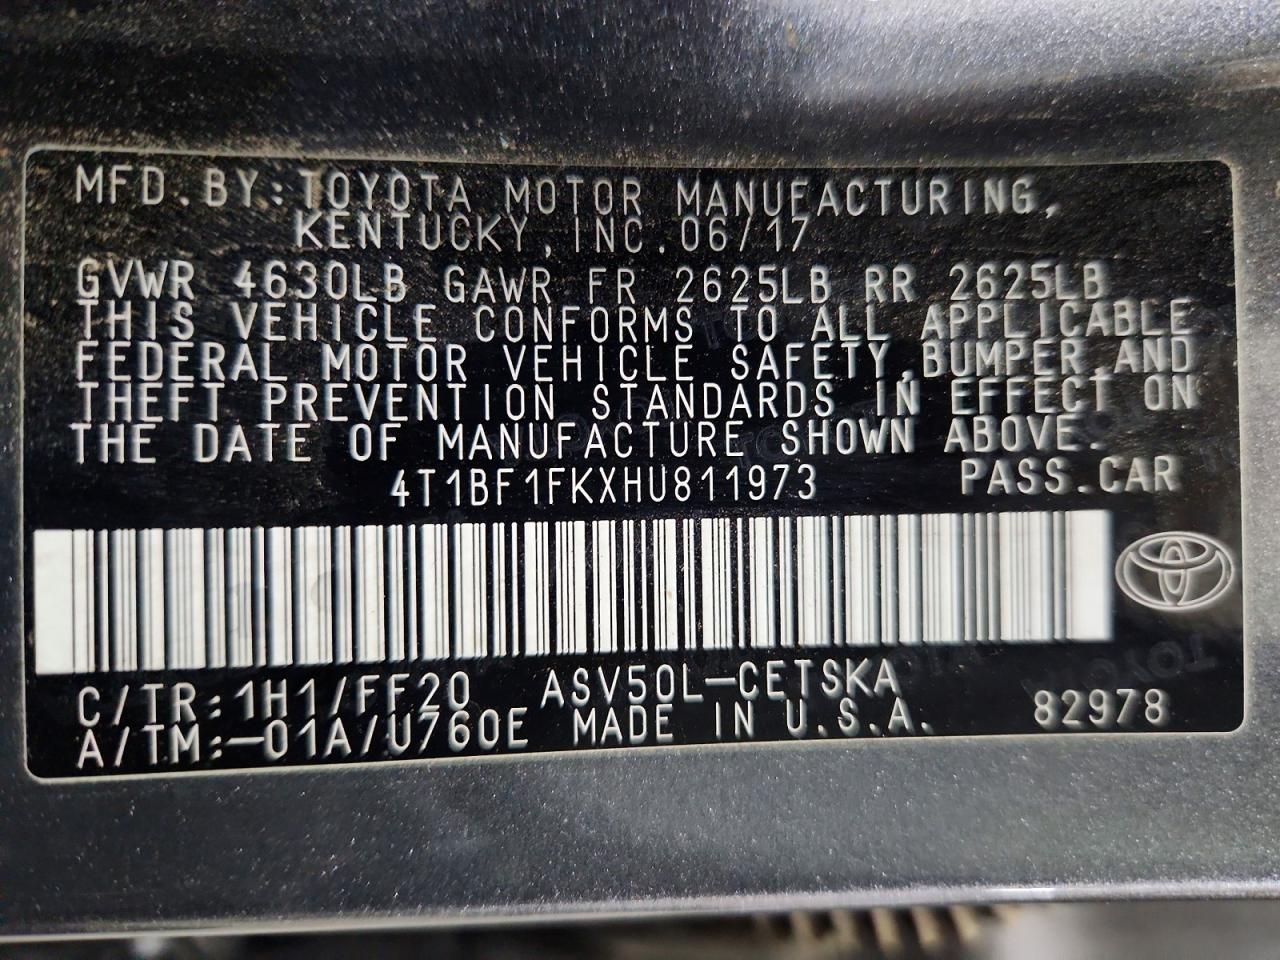 MFD.BY:TOYOTA MOTOR MANUFACTURING,
KENTUCKY,INC.06/17
GVWR 4630LB GAWR FR 2625LB RR 2625LB
THIS VEHICLE CONFORMS TO ALL APPLICABLE
FEDERAL MOTOR VEHICLE SAFETY,BUMPER,AND
THEFT PREVENTION STANDARDS IN EFFECT ON
THE DATE OF MANUFACTURE SHOWN ABOVE.
4T1BF1FKXHU811973 PASS.CAR
C/TR:1H1/FF20 ASV50L-CETSKA
A/TM:-01A/U760E MADE IN U.S.A. 82978